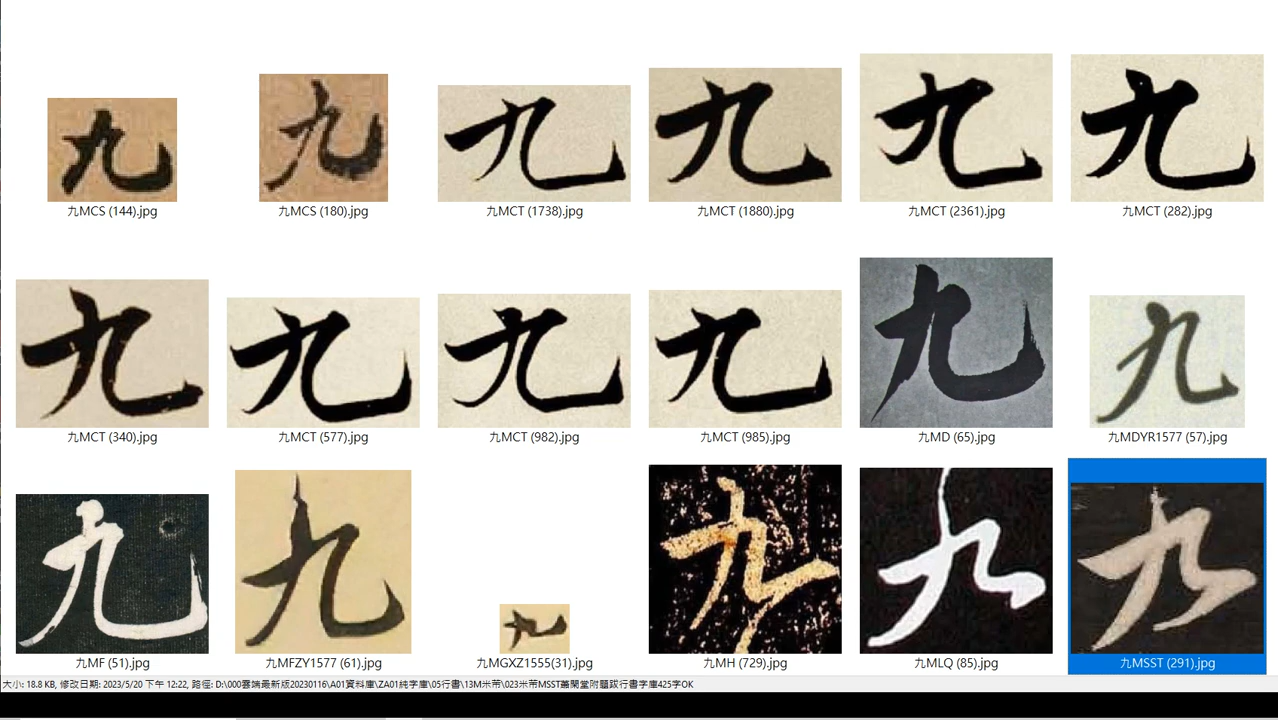 九 九 九 九 九 九
九MCS (144).jpg 九MCS (180).jpg 九MCT (1738).jpg 九MCT (1880).jpg 九MCT (2361).jpg 九MCT (282).jpg
九 九 九 九 九 九
九MCT (340).jpg 九MCT (577).jpg 九MCT (982).jpg 九MCT (985).jpg 九MD (65).jpg 九MDYR1577 (57).jpg
九 九 九 九 九 九
九MF (51).jpg 九MFZY1577 (61).jpg 九MGXZ1555(31).jpg 九MH (729).jpg 九MLQ (85).jpg 九MSST (291).jpg
大小: 18.8 KB, 修改日期: 2023/5/20 下午 12:22, 路徑: D:\000雲端最新版20230116\A01資料庫\ZA01純字庫\05行書\13M米芾\023米芾MSST蘭閣堂附題跋行書字庫425字OK